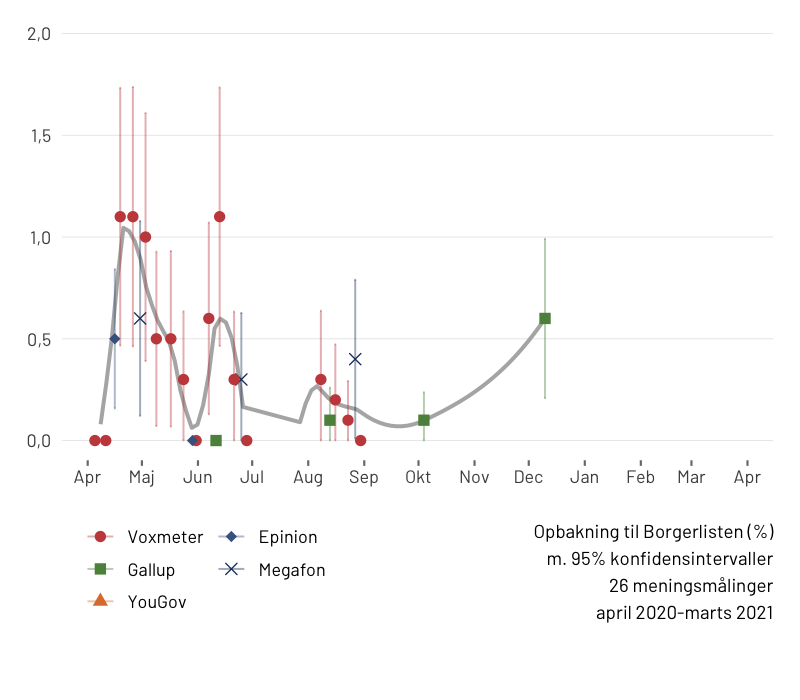 2,0
1,5
1,0
0,5
0,0
Apr Maj Jun Jul Aug Sep Okt Nov Dec Jan Feb Mar Apr
Voxmeter
Epinion
Gallup
Megafon
YouGov
Opbakning til Borgerlisten (%)
m. 95% konfidensintervaller
26 meningsmålinger
april 2020-marts 2021